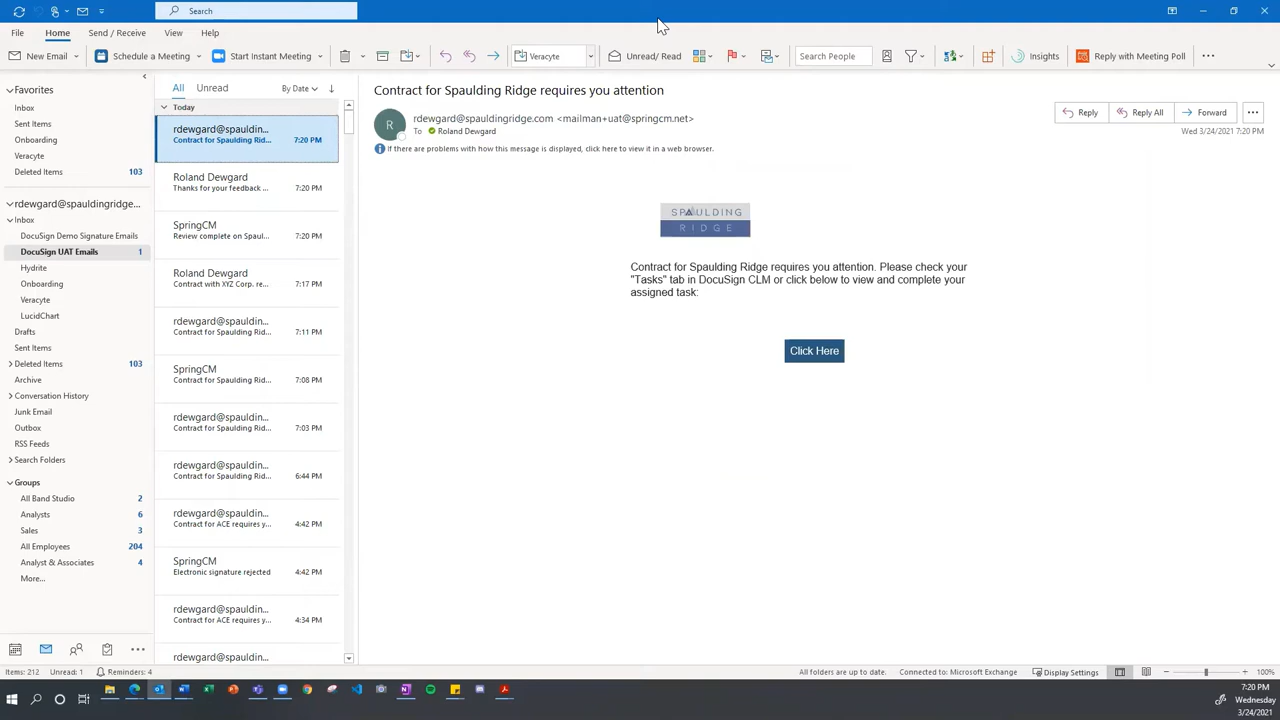 Search
File Home Send / Receive View Help
New Email Schedule a Meeting Start Instant Meeting Veracyte Unread/ Read Search People Insights Reply with Meeting Poll
Favorites
Inbox
Sent Items
Onboarding
Veracyte
Deleted Items 103
rdewgard@spauldingridge...
Inbox
DocuSign Demo Signature Emails
DocuSign UAT Emails 1
Hydrite
Onboarding
Veracyte
LucidChart
Drafts
Sent Items
Deleted Items 103
Archive
Conversation History
Junk Email
Outbox
RSS Feeds
Search Folders
Groups
All Band Studio 2
Analysts 6
Sales 3
All Employees 204
Analyst & Associates 4
More...
All Unread By Date
Today
rdewgard@spauldin...
Contract for Spaulding Rid... 7:20 PM
Roland Dewgard
Thanks for your feedback ... 7:20 PM
SpringCM
Review complete on Spaul... 7:20 PM
Roland Dewgard
Contract with XYZ Corp. re... 7:17 PM
rdewgard@spauldin...
Contract for Spaulding Rid... 7:11 PM
SpringCM
Contract for Spaulding Rid... 7:08 PM
rdewgard@spauldin...
Contract for Spaulding Rid... 7:03 PM
rdewgard@spauldin...
Contract for Spaulding Rid... 6:44 PM
rdewgard@spauldin...
Contract for ACE requires y... 4:42 PM
SpringCM
Electronic signature rejected 4:42 PM
rdewgard@spauldin...
Contract for ACE requires y... 4:34 PM
rdewgard@spauldin...
Contract for Spaulding Ridge requires you attention
R
rdewgard@spauldingridge.com <mailman+uat@springcm.net>
To Roland Dewgard
Reply Reply All Forward
Wed 3/24/2021 7:20 PM
If there are problems with how this message is displayed, click here to view it in a web browser.
SPAULDING
RIDGE
Contract for Spaulding Ridge requires you attention. Please check your
"Tasks" tab in DocuSign CLM or click below to view and complete your
assigned task:
Click Here
Items: 212 Unread: 1 Reminders: 4 All folders are up to date. Connected to: Microsoft Exchange Display Settings 100%
7:20 PM
Wednesday
3/24/2021